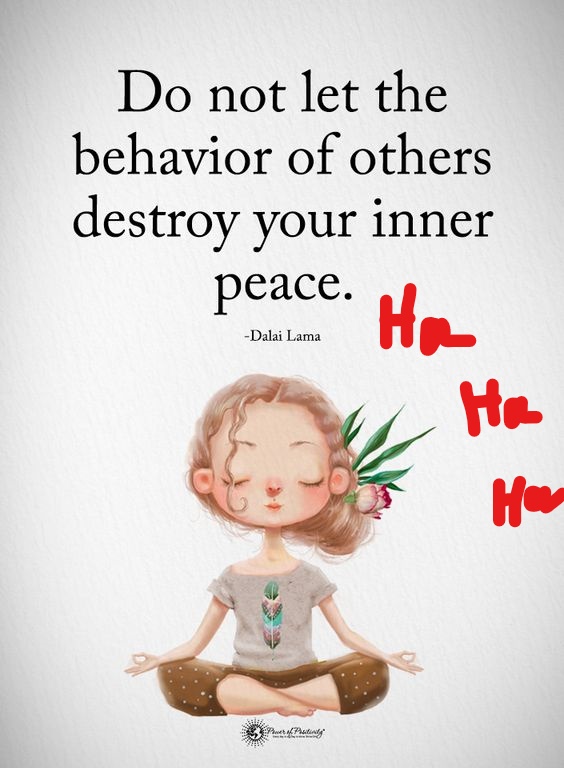 Do not let the
behavior of others
destroy your inner
peace.
-Dalai Lama
Ha
Ha
Ha
Power of Positivity